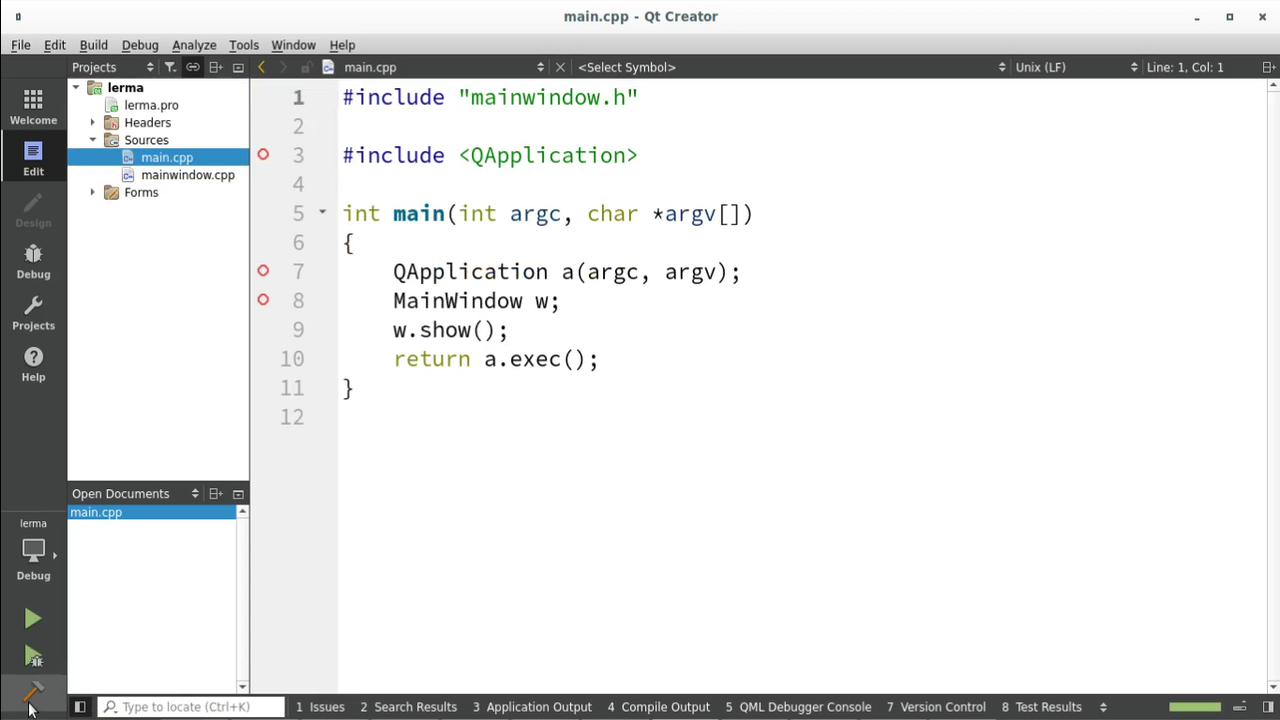 main.cpp - Qt Creator
File Edit Build Debug Analyze Tools Window Help
Projects main.cpp <Select Symbol> Unix (LF) Line: 1, Col: 1
Welcome
Edit
Design
Debug
Projects
Help
lerma
Debug
lerma
lerma.pro
Headers
Sources
main.cpp
mainwindow.cpp
Forms
Open Documents
main.cpp
1 #include "mainwindow.h"
2
3 #include <QApplication>
4
5 int main(int argc, char *argv[])
6 {
7     QApplication a(argc, argv);
8     MainWindow w;
9     w.show();
10     return a.exec();
11 }
12
Type to locate (Ctrl+K) 1 Issues 2 Search Results 3 Application Output 4 Compile Output 5 QML Debugger Console 7 Version Control 8 Test Results